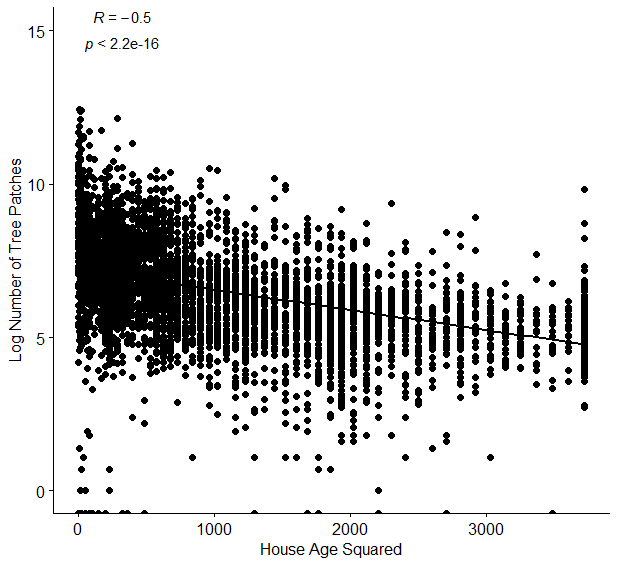 R = −0.5
p < 2.2e-16
15
10
5
0
Log Number of Tree Patches
0 1000 2000 3000
House Age Squared